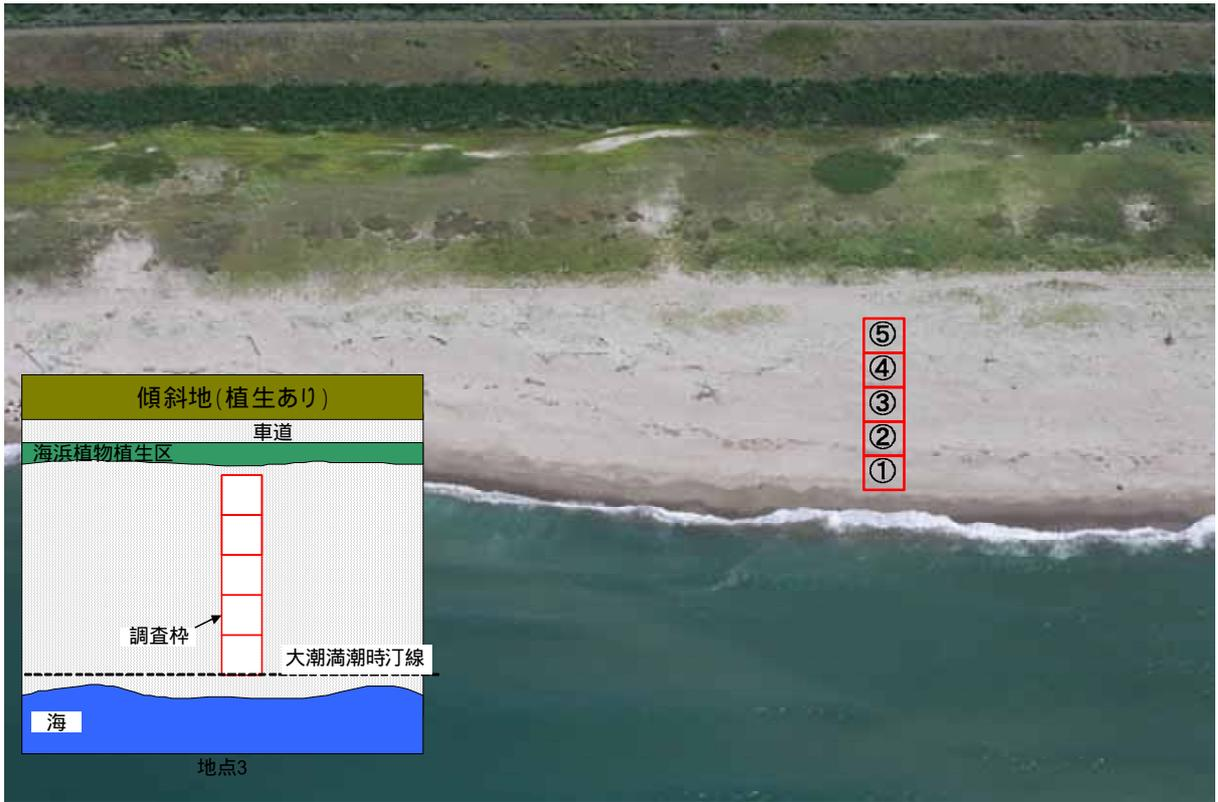 ⑤
④
③
②
①
傾斜地(植生あり)
車道
海浜植物植生区
調査枠
大潮満潮時汀線
海
地点3